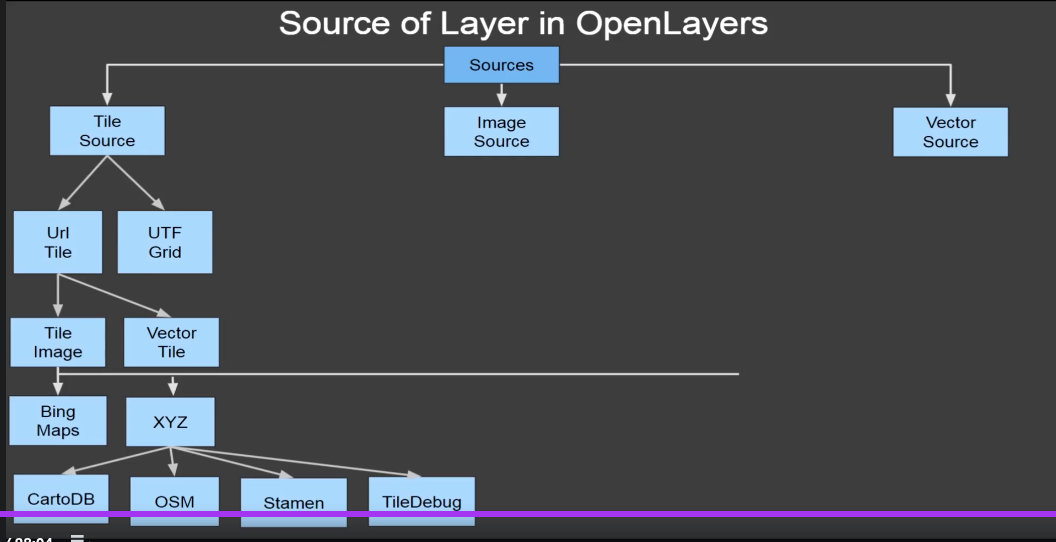 Source of Layer in OpenLayers
Sources
Tile
Source
Image
Source
Vector
Source
Url
Tile
UTF
Grid
Tile
Image
Vector
Tile
Bing
Maps
XYZ
CartoDB
OSM
Stamen
TileDebug